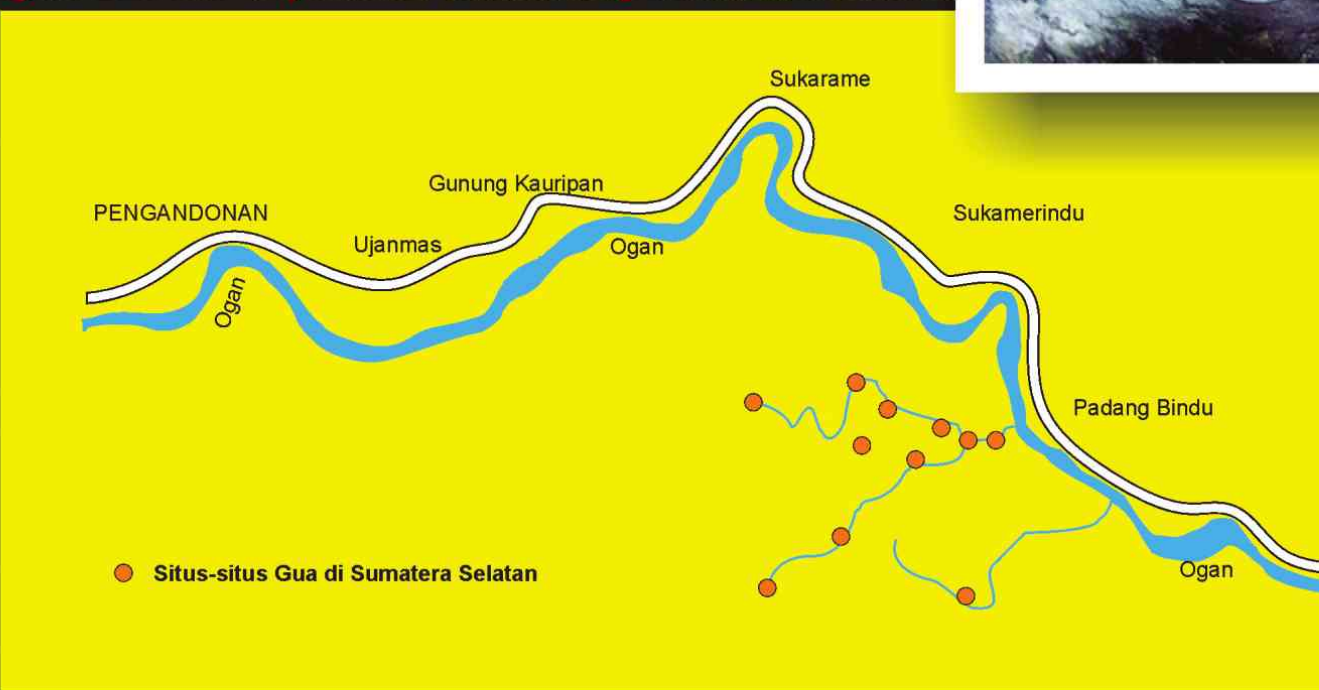 Sukarame
Gunung Kauripan
PENGANDONAN
Sukamerindu
Ujanmas
Ogan
Ogan
Padang Bindu
Situs-situs Gua di Sumatera Selatan
Ogan